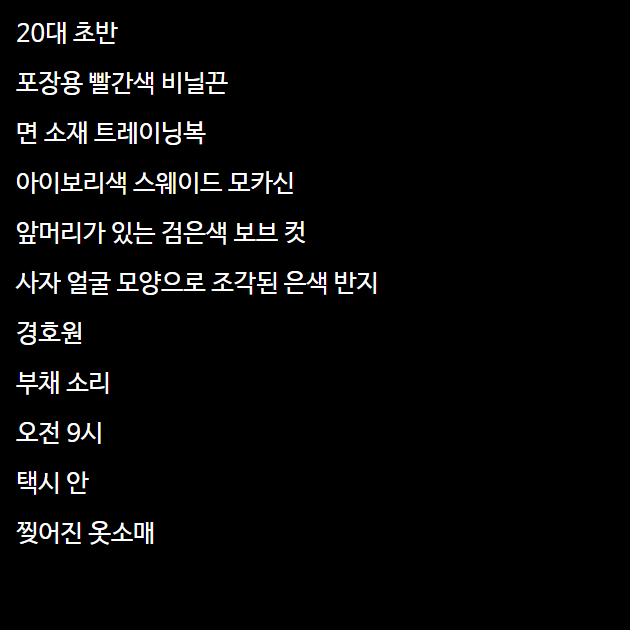 20대 초반
포장용 빨간색 비닐끈
면 소재 트레이닝복
아이보리색 스웨이드 모카신
앞머리가 있는 검은색 보브 컷
사자 얼굴 모양으로 조각된 은색 반지
경호원
부채 소리
오전 9시
택시 안
찢어진 옷소매